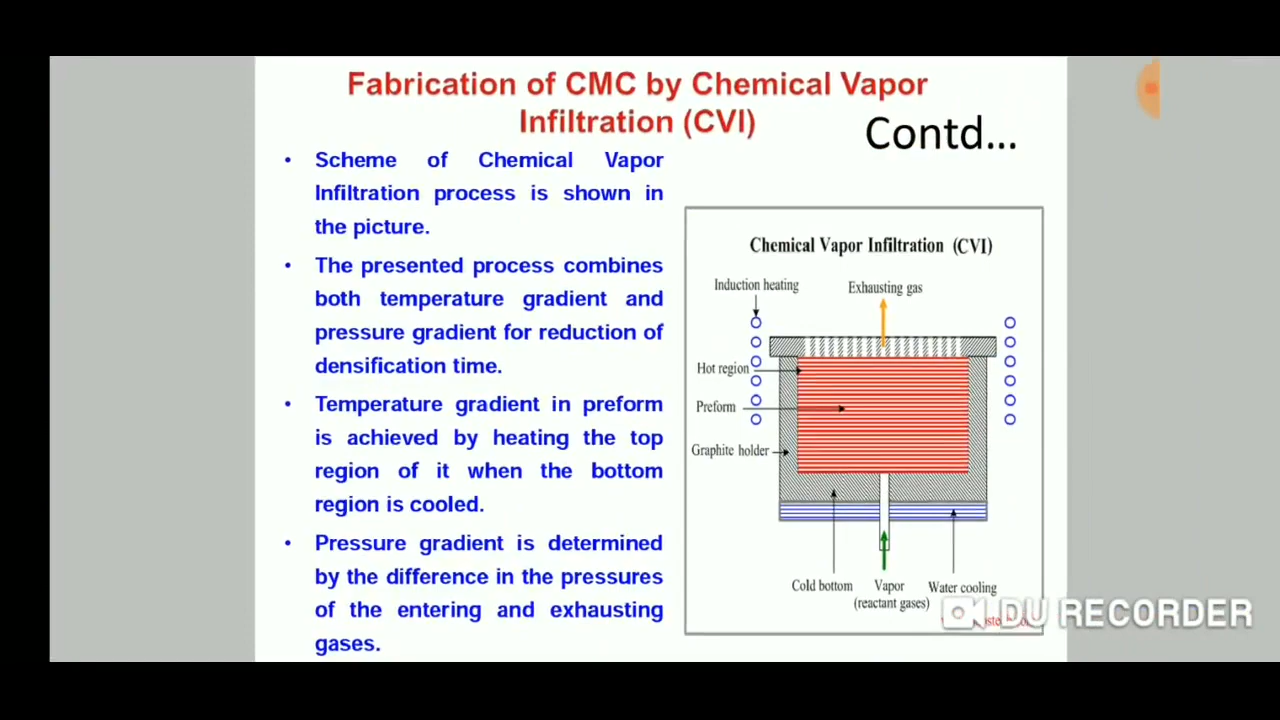 Fabrication of CMC by Chemical Vapor
Infiltration (CVI)
Contd...
• Scheme of Chemical Vapor
Infiltration process is shown in
the picture.
• The presented process combines
both temperature gradient and
pressure gradient for reduction of
densification time.
• Temperature gradient in preform
is achieved by heating the top
region of it when the bottom
region is cooled.
• Pressure gradient is determined
by the difference in the pressures
of the entering and exhausting
gases.
Chemical Vapor Infiltration (CVI)
Induction heating
Exhausting gas
Hot region
Preform
Graphite holder
Cold bottom
Vapor
(reactant gases)
Water cooling
DU RECORDER